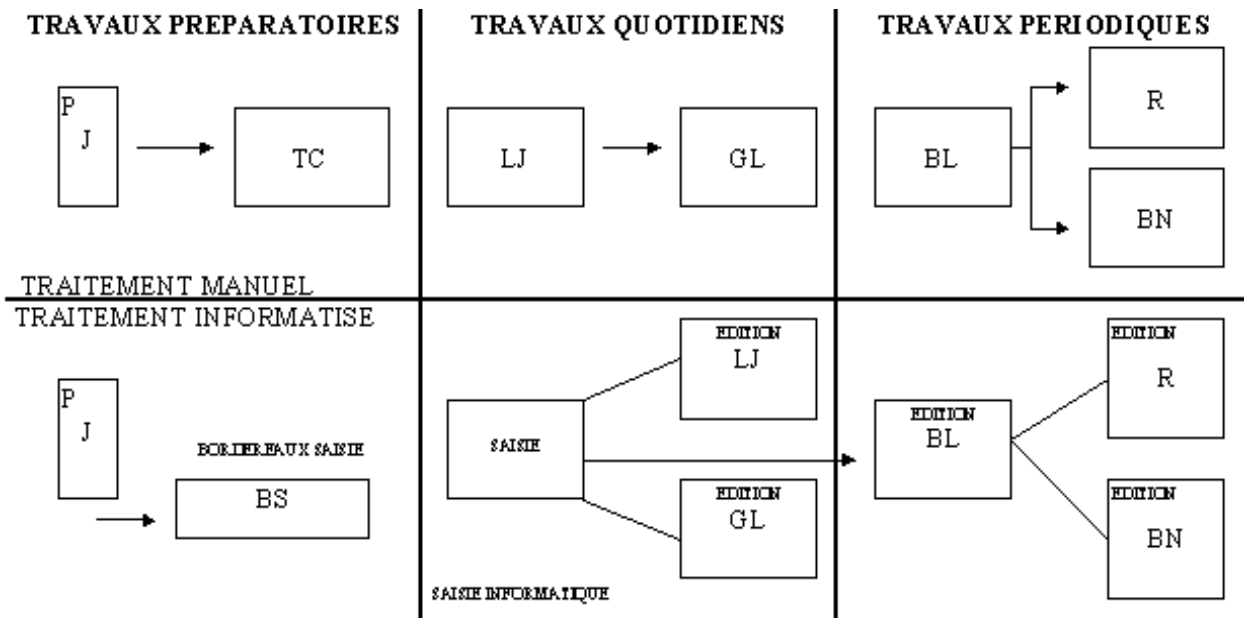 TRAVAUX PREPARATOIRES
TRAVAUX QUOTIDIENS
TRAVAUX PERIODIQUES
P
J
TC
LJ
GL
BL
R
BN
TRAITEMENT MANUEL
TRAITEMENT INFORMATISE
P
J
BORDEREAUX SAISIE
BS
SAISIE
EDITION
LJ
EDITION
GL
SAISIE INFORMATIQUE
EDITION
BL
EDITION
R
EDITION
BN